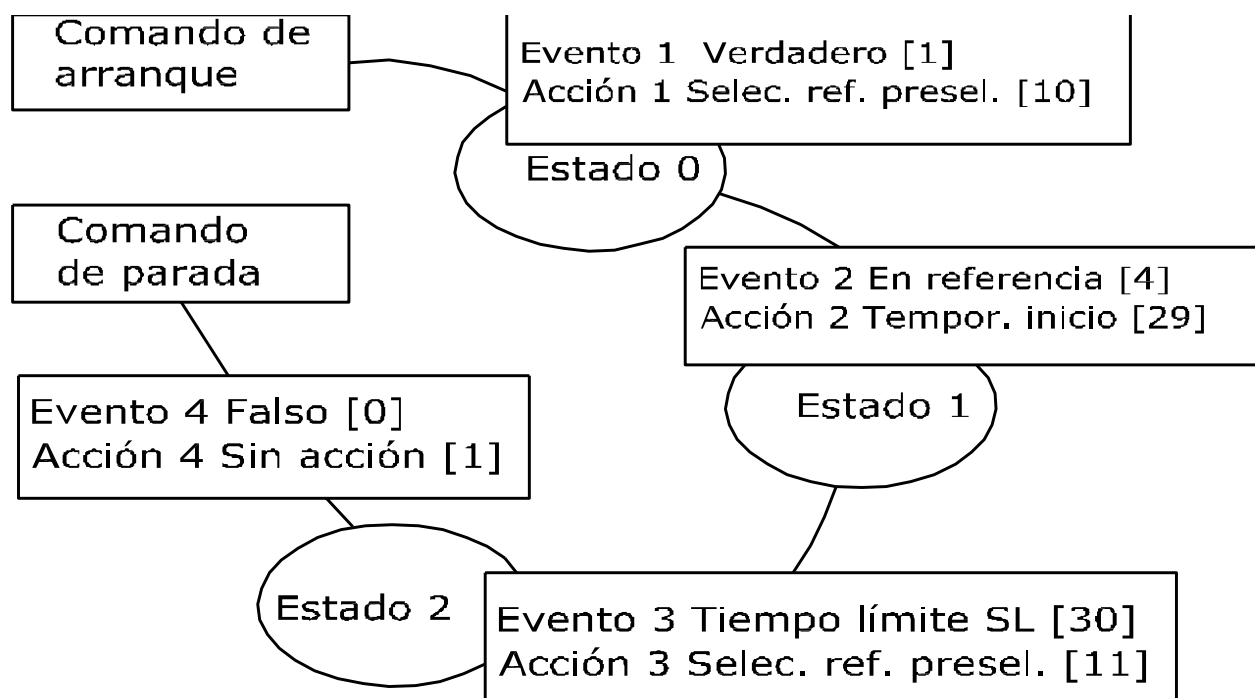 Comando de
arranque
Evento 1  Verdadero [1]
Acción 1 Selec. ref. presel. [10]
Estado 0
Comando
de parada
Evento 2 En referencia [4]
Acción 2 Tempor. inicio [29]
Estado 1
Evento 4 Falso [0]
Acción 4 Sin acción [1]
Estado 2
Evento 3 Tiempo límite SL [30]
Acción 3 Selec. ref. presel. [11]